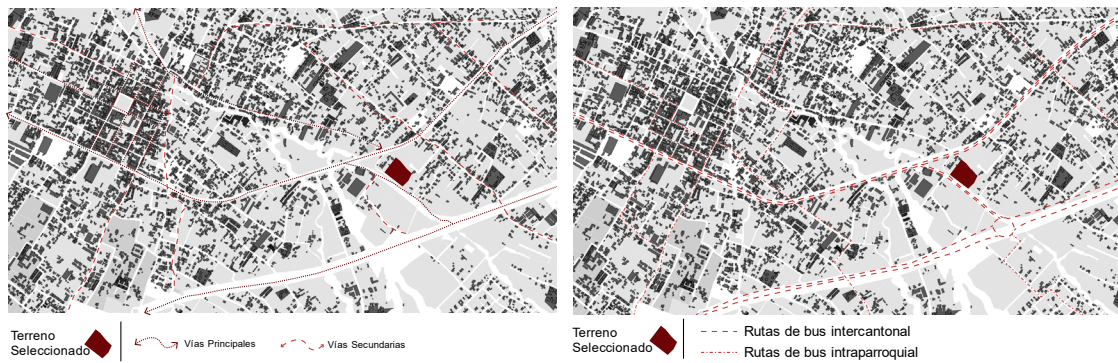 Terreno
Seleccionado
Vías Principales
Vías Secundarias
Terreno
Seleccionado
Rutas de bus intercantonal
Rutas de bus intraparroquial